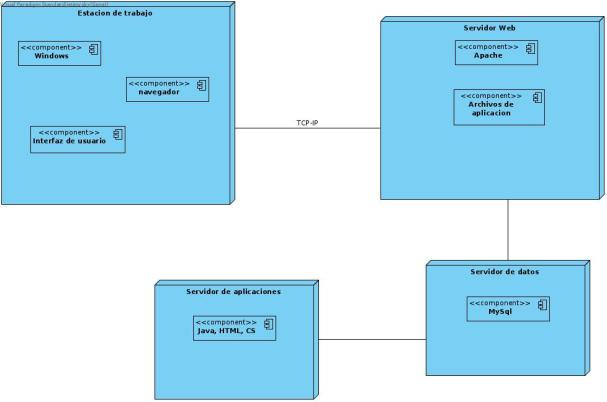 Estacion de trabajo
<<component>>
Windows
<<component>>
navegador
<<component>>
Interfaz de usuario
TCP-IP
Servidor Web
<<component>>
Apache
<<component>>
Archivos de
aplicacion
Servidor de aplicaciones
<<component>>
Java, HTML, CS
Servidor de datos
<<component>>
MySql